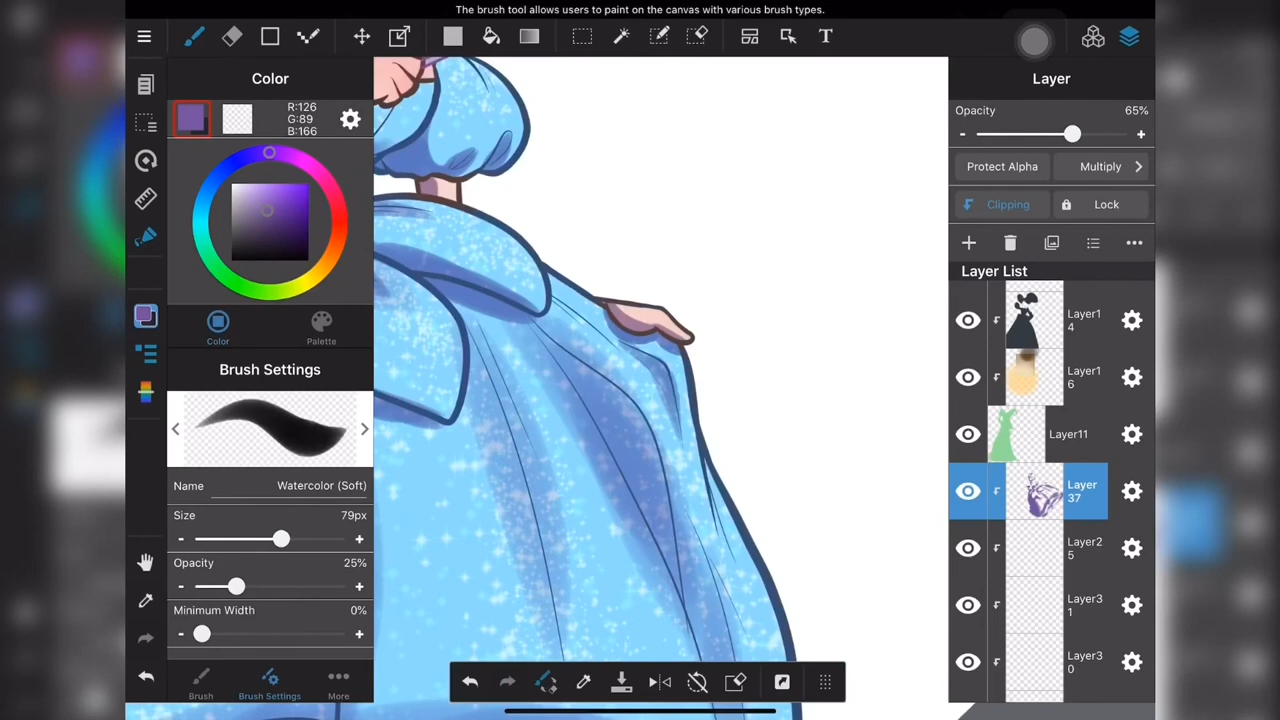 The brush tool allows users to paint on the canvas with various brush types.
T
Color
R:126
G:89
B:166
Color
Palette
Brush Settings
Name Watercolor (Soft)
Size 79px
- +
Opacity 25%
- +
Minimum Width 0%
- +
Brush
Brush Settings
More
Layer
Opacity 65%
- +
Protect Alpha
Multiply
Clipping
Lock
Layer List
Layer1
4
Layer1
6
Layer11
Layer
37
Layer2
5
Layer3
1
Layer3
0